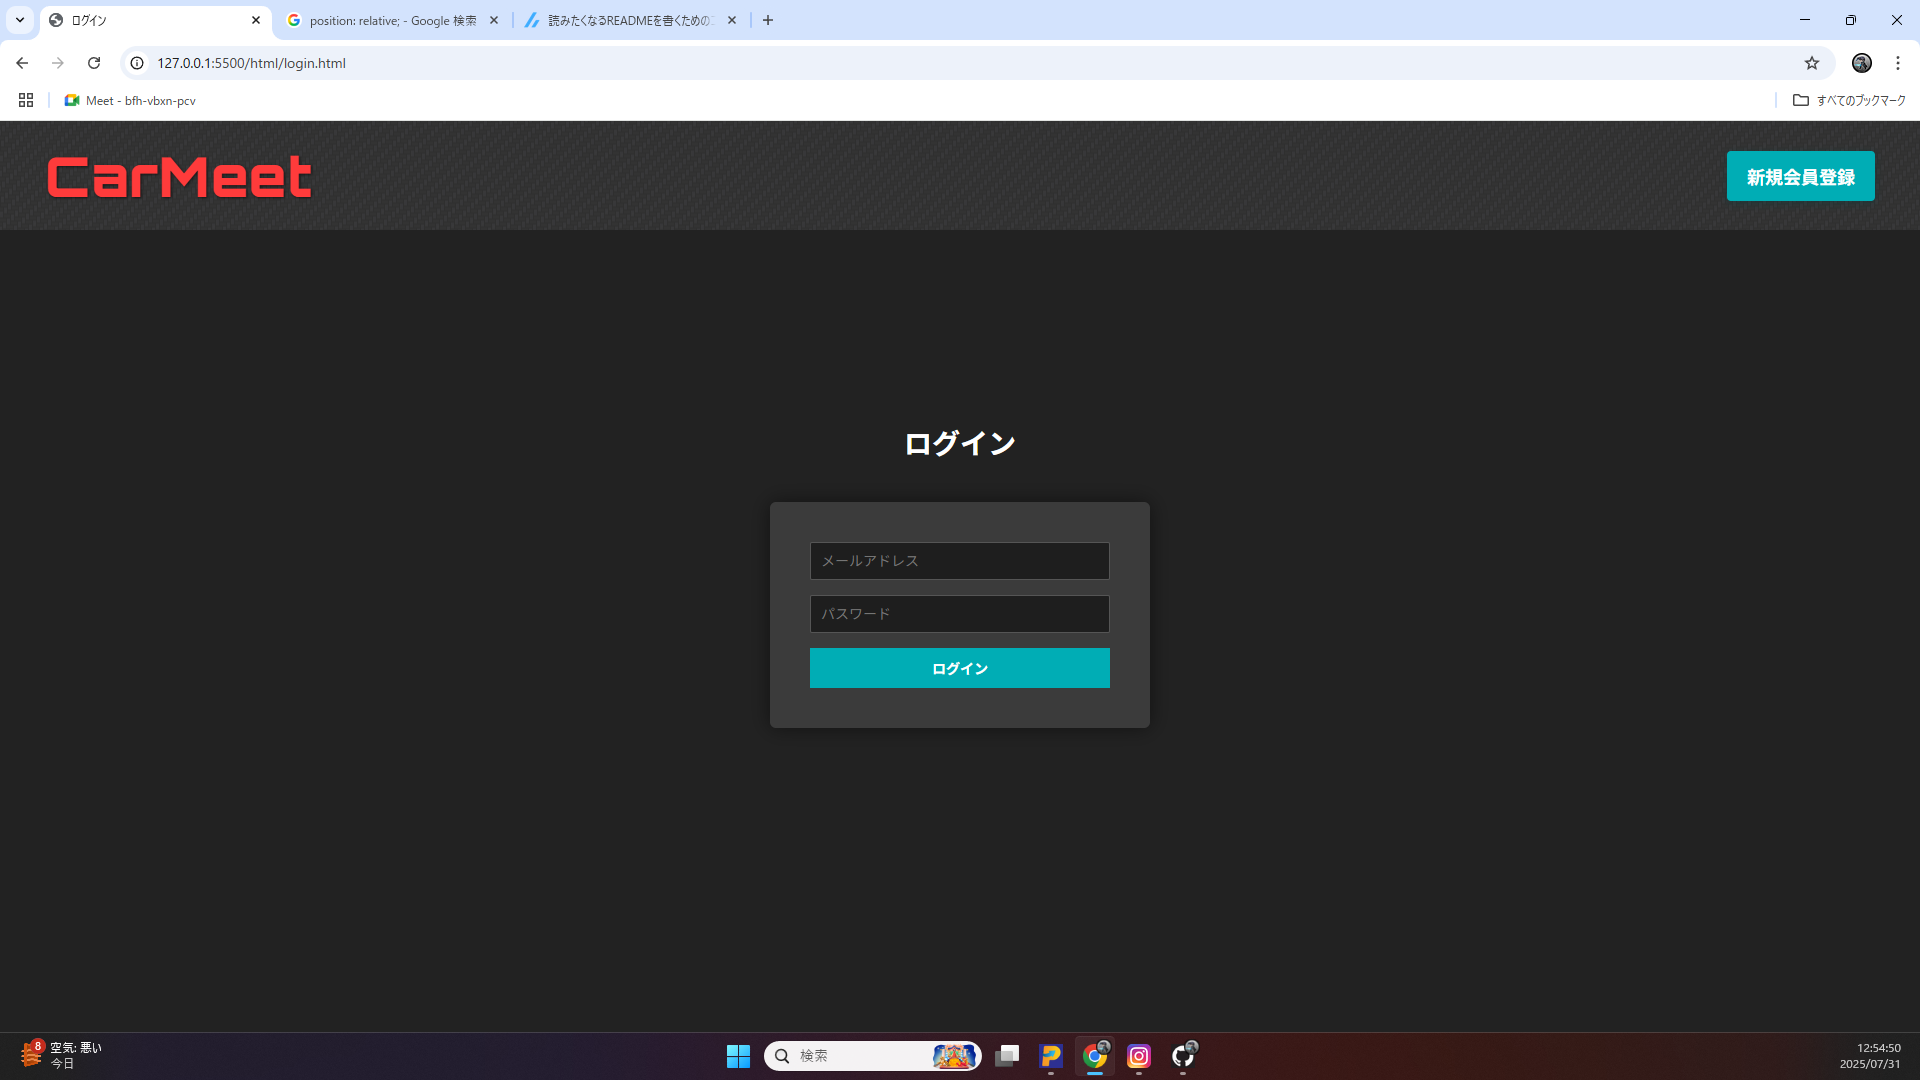 ログイン
position: relative; - Google 検索
読みたくなるREADMEを書くための
127.0.0.1:5500/html/login.html
Meet - bfh-vbxn-pcv
すべてのブックマーク
CarMeet
新規会員登録
ログイン
メールアドレス
パスワード
ログイン
8
空気: 悪い
今日
検索
12:54:50
2025/07/31